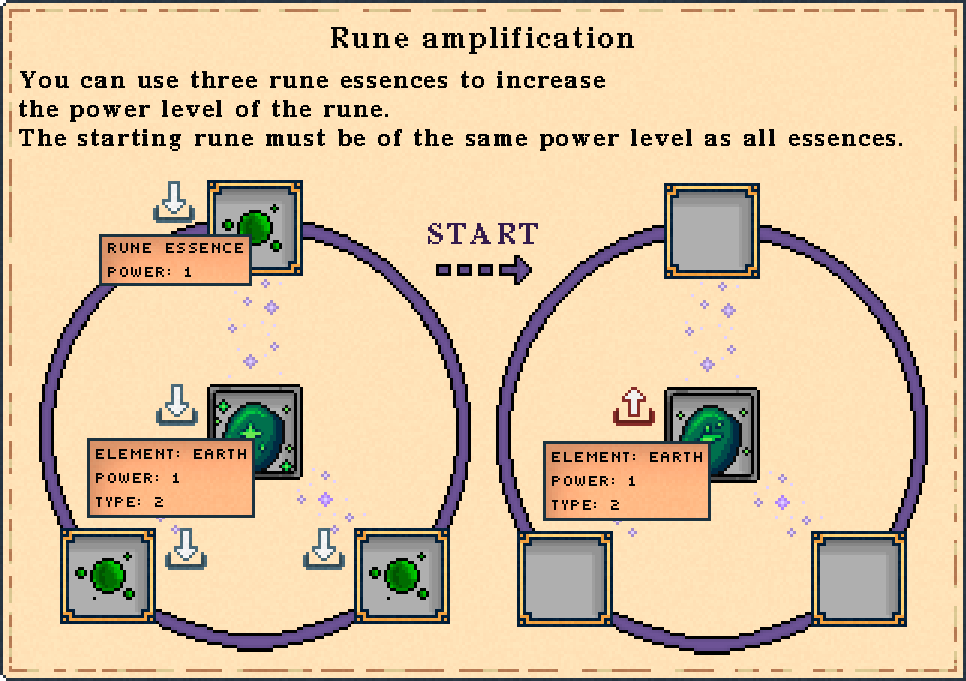 Rune amplification
You can use three rune essences to increase
the power level of the rune.
The starting rune must be of the same power level as all essences.
START
RUNE ESSENCE
POWER: 1
ELEMENT: EARTH
POWER: 1
TYPE: 2
ELEMENT: EARTH
POWER: 1
TYPE: 2